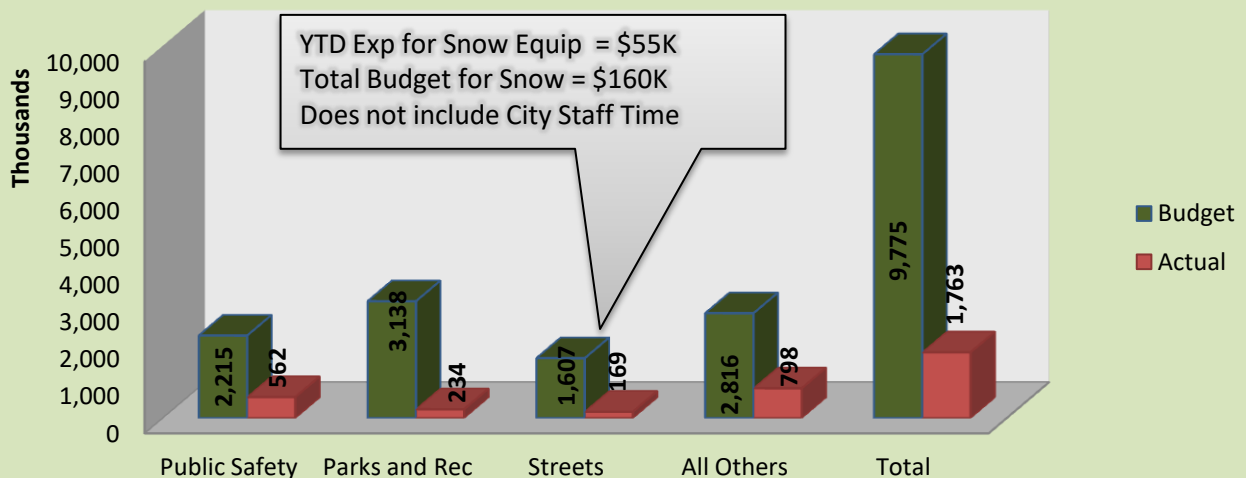 YTD Exp for Snow Equip = $55K
Total Budget for Snow = $160K
Does not include City Staff Time
Thousands
10,000
9,000
8,000
7,000
6,000
5,000
4,000
3,000
2,000
1,000
0
2,215
562
3,138
234
1,607
169
2,816
798
9,775
1,763
Public Safety
Parks and Rec
Streets
All Others
Total
Budget
Actual